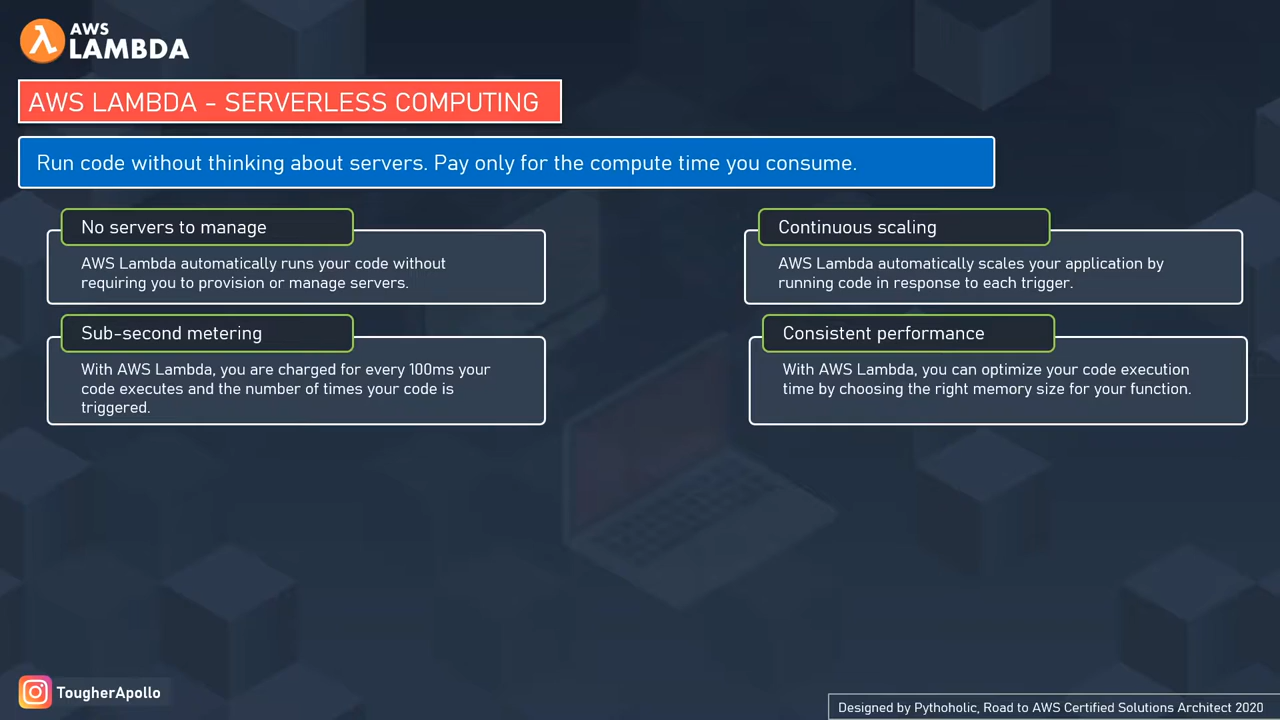 AWS
LAMBDA
AWS LAMBDA - SERVERLESS COMPUTING
Run code without thinking about servers. Pay only for the compute time you consume.
No servers to manage
AWS Lambda automatically runs your code without
requiring you to provision or manage servers.
Continuous scaling
AWS Lambda automatically scales your application by
running code in response to each trigger.
Sub-second metering
With AWS Lambda, you are charged for every 100ms your
code executes and the number of times your code is
triggered.
Consistent performance
With AWS Lambda, you can optimize your code execution
time by choosing the right memory size for your function.
TougherApollo
Designed by Pythoholic, Road to AWS Certified Solutions Architect 2020